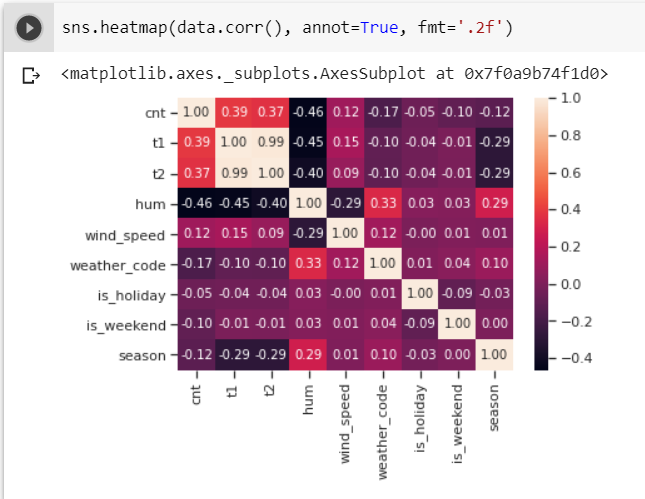 sns.heatmap(data.corr(), annot=True, fmt='.2f')
<matplotlib.axes._subplots.AxesSubplot at 0x7f0a9b74f1d0>
cnt 1.00 0.39 0.37 -0.46 0.12 -0.17 -0.05 -0.10 -0.12
t1 0.39 1.00 0.99 -0.45 0.15 -0.10 -0.04 -0.01 -0.29
t2 0.37 0.99 1.00 -0.40 0.09 -0.10 -0.04 -0.01 -0.29
hum -0.46 -0.45 -0.40 1.00 -0.29 0.33 0.03 0.03 0.29
wind_speed 0.12 0.15 0.09 -0.29 1.00 0.12 -0.00 0.01 0.01
weather_code -0.17 -0.10 -0.10 0.33 0.12 1.00 0.01 0.04 0.10
is_holiday -0.05 -0.04 -0.04 0.03 -0.00 0.01 1.00 -0.09 -0.03
is_weekend -0.10 -0.01 -0.01 0.03 0.01 0.04 -0.09 1.00 0.00
season -0.12 -0.29 -0.29 0.29 0.01 0.10 -0.03 0.00 1.00
cnt t1 t2 hum wind_speed weather_code is_holiday is_weekend season
1.0
0.8
0.6
0.4
0.2
0.0
−0.2
−0.4